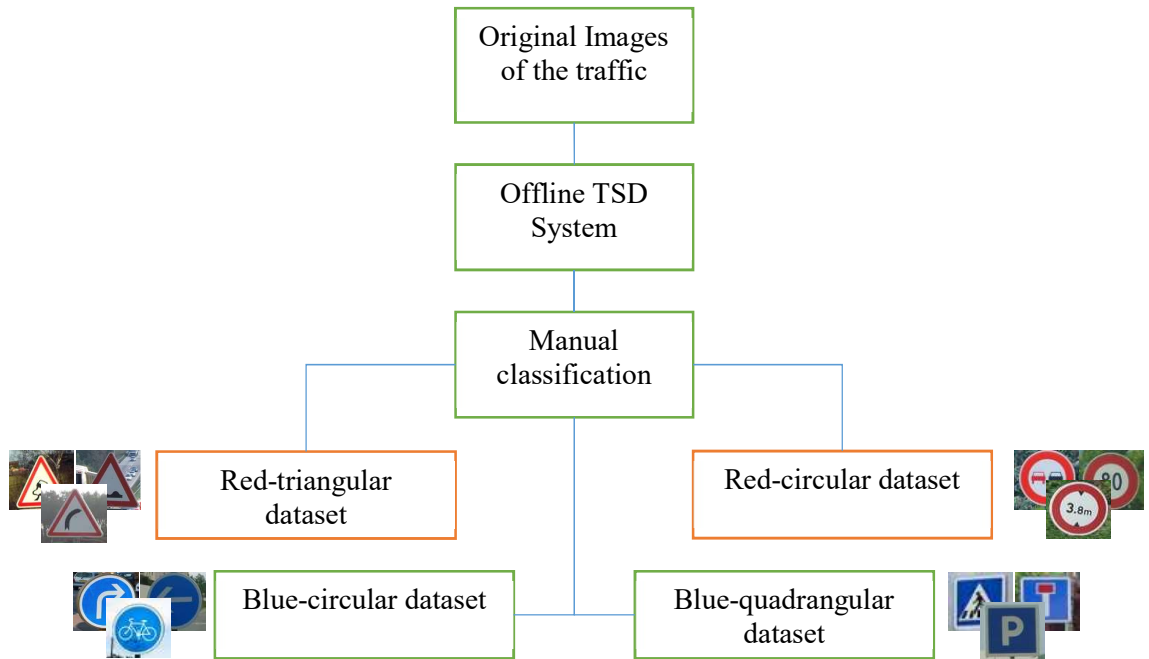 Original Images
of the traffic
Offline TSD
System
Manual
classification
Red-triangular
dataset
Red-circular dataset
80
3.8m
Blue-circular dataset
Blue-quadrangular
dataset
P